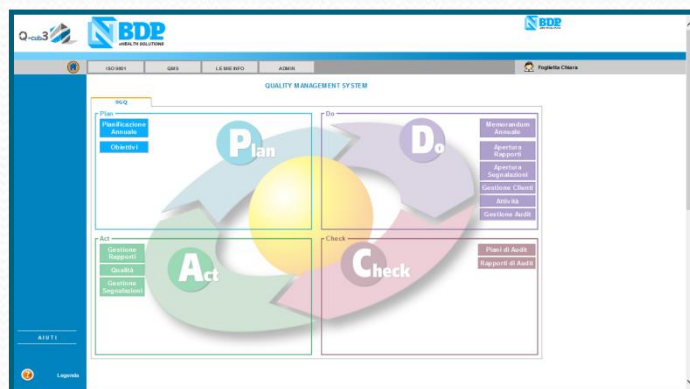 Q-cub3
BDP
eHEALTH SOLUTIONS
BDP
ISO 9001
QMS
LE MIE INFO
ADMIN
Foglietta Chiara
QUALITY MANAGEMENT SYSTEM
SGQ
Plan
Pianificazione
Annuale
Obiettivi
Plan
Do
Do
Memorandum
Annuale
Apertura
Rapporti
Apertura
Segnalazioni
Gestione Clienti
Attività
Gestione Audit
Act
Gestione
Rapporti
Qualità
Gestione
Segnalazioni
Act
Check
Check
Piani di Audit
Rapporti di Audit
AIUTI
Legenda